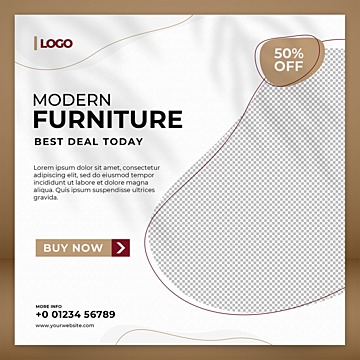 LOGO
50%
OFF
MODERN
FURNITURE
BEST DEAL TODAY
Lorem ipsum dolor sit amet, consectetur
adipiscing elit, sed do eiusmod tempor
incididunt ut labore et dolore magna
aliqua. Quis ipsum suspendisse ultrices
gravida.
BUY NOW >
MORE INFO
+0 01234 56789
www.yourwebsite.com